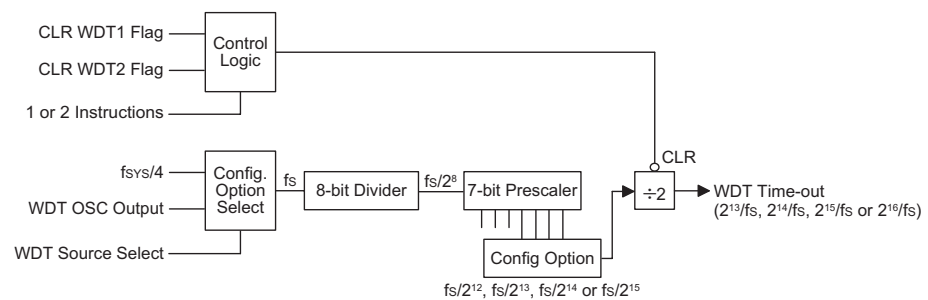 CLR WDT1 Flag
CLR WDT2 Flag
1 or 2 Instructions
Control
Logic
CLR
fSYS/4
WDT OSC Output
WDT Source Select
Config.
Option
Select
fS
8-bit Divider
fS/2⁸
7-bit Prescaler
Config Option
fS/2¹², fS/2¹³, fS/2¹⁴ or fS/2¹⁵
÷2
WDT Time-out
(2¹³/fS, 2¹⁴/fS, 2¹⁵/fS or 2¹⁶/fS)